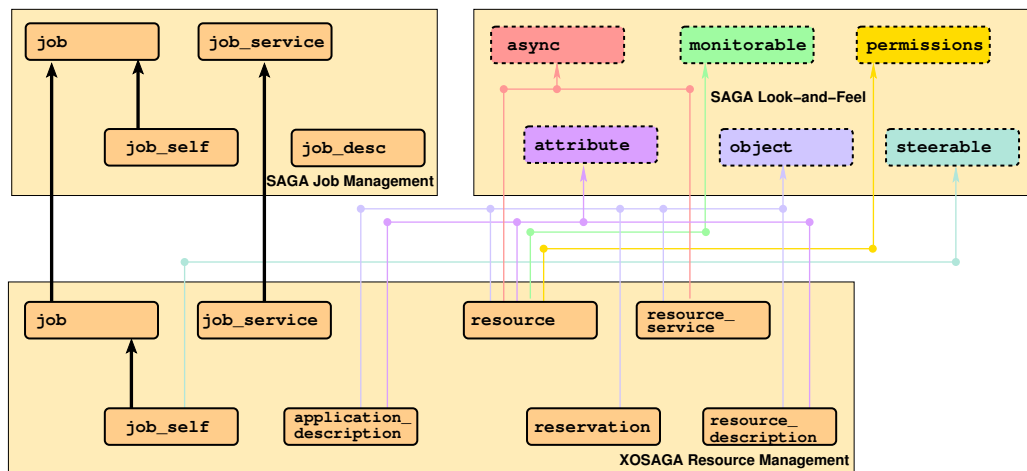 job
job_service
job_self
job_desc
SAGA Job Management
async
monitorable
permissions
SAGA Look−and−Feel
attribute
object
steerable
job
job_service
resource
resource_
service
job_self
application_
description
reservation
resource_
description
XOSAGA Resource Management